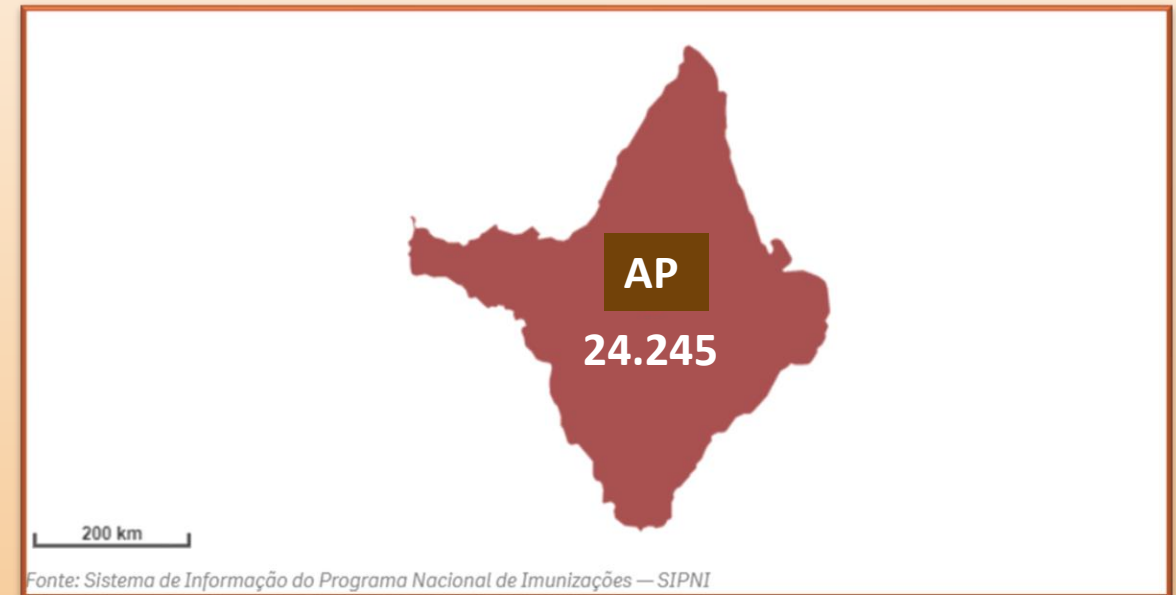 AP
24.245
200 km
Fonte: Sistema de Informação do Programa Nacional de Imunizações — SIPNI